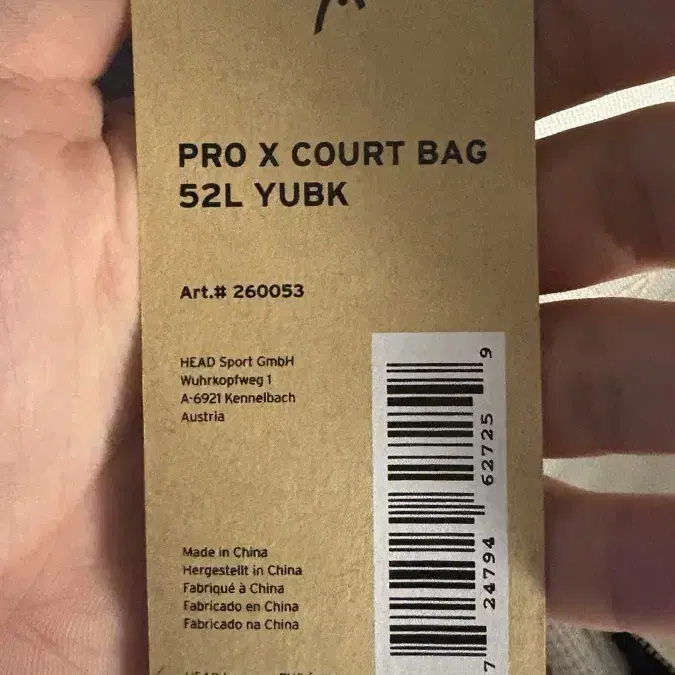 PRO X COURT BAG
52L YUBK
Art.# 260053
HEAD Sport GmbH
Wuhrkopfweg 1
A-6921 Kennelbach
Austria
Made in China
Hergestellt in China
Fabriqué à China
Fabricado en China
Fabricado na China
7 24794 62725 9